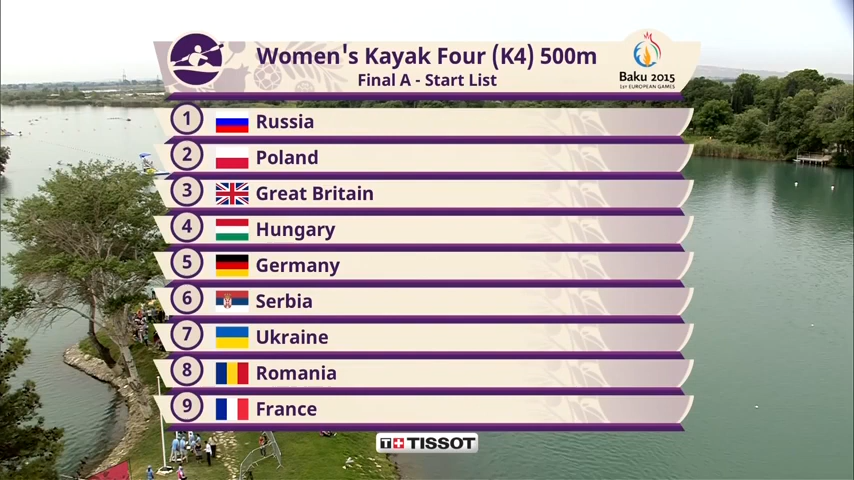 Women's Kayak Four (K4) 500m
Final A - Start List
Baku 2015
1ST EUROPEAN GAMES
1 Russia
2 Poland
3 Great Britain
4 Hungary
5 Germany
6 Serbia
7 Ukraine
8 Romania
9 France
T+ TISSOT